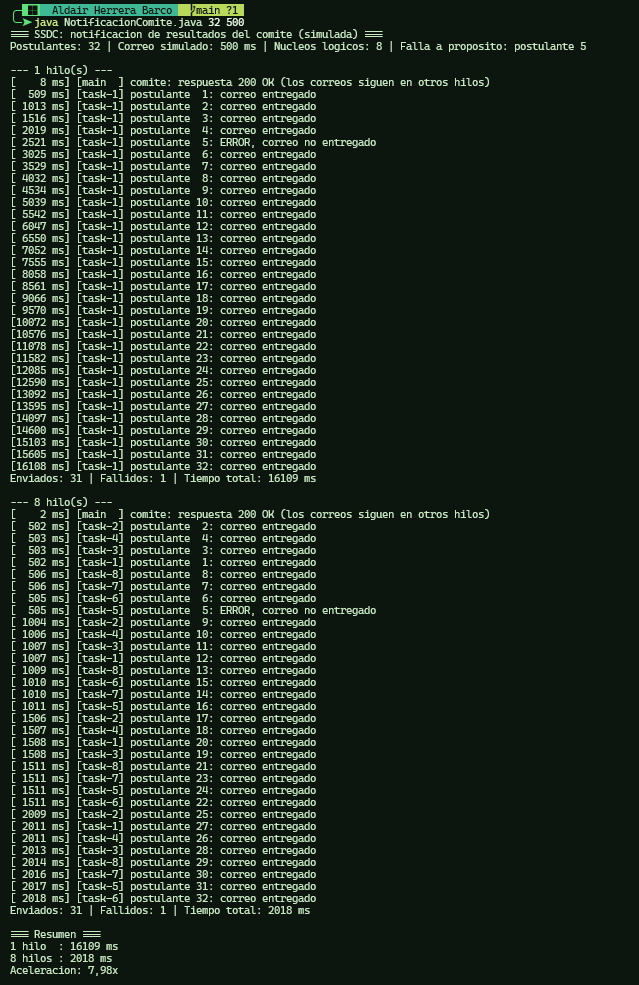 Aldair Herrera Barco main ?1
java NotificacionComite.java 32 500
=== SSDC: notificacion de resultados del comite (simulada) ===
Postulantes: 32 | Correo simulado: 500 ms | Nucleos logicos: 8 | Falla a proposito: postulante 5

--- 1 hilo(s) ---
[    8 ms] [main  ] comite: respuesta 200 OK (los correos siguen en otros hilos)
[  509 ms] [task-1] postulante  1: correo entregado
[ 1013 ms] [task-1] postulante  2: correo entregado
[ 1516 ms] [task-1] postulante  3: correo entregado
[ 2019 ms] [task-1] postulante  4: correo entregado
[ 2521 ms] [task-1] postulante  5: ERROR, correo no entregado
[ 3025 ms] [task-1] postulante  6: correo entregado
[ 3529 ms] [task-1] postulante  7: correo entregado
[ 4032 ms] [task-1] postulante  8: correo entregado
[ 4534 ms] [task-1] postulante  9: correo entregado
[ 5039 ms] [task-1] postulante 10: correo entregado
[ 5542 ms] [task-1] postulante 11: correo entregado
[ 6047 ms] [task-1] postulante 12: correo entregado
[ 6550 ms] [task-1] postulante 13: correo entregado
[ 7052 ms] [task-1] postulante 14: correo entregado
[ 7555 ms] [task-1] postulante 15: correo entregado
[ 8058 ms] [task-1] postulante 16: correo entregado
[ 8561 ms] [task-1] postulante 17: correo entregado
[ 9066 ms] [task-1] postulante 18: correo entregado
[ 9570 ms] [task-1] postulante 19: correo entregado
[10072 ms] [task-1] postulante 20: correo entregado
[10576 ms] [task-1] postulante 21: correo entregado
[11078 ms] [task-1] postulante 22: correo entregado
[11582 ms] [task-1] postulante 23: correo entregado
[12085 ms] [task-1] postulante 24: correo entregado
[12590 ms] [task-1] postulante 25: correo entregado
[13092 ms] [task-1] postulante 26: correo entregado
[13595 ms] [task-1] postulante 27: correo entregado
[14097 ms] [task-1] postulante 28: correo entregado
[14600 ms] [task-1] postulante 29: correo entregado
[15103 ms] [task-1] postulante 30: correo entregado
[15605 ms] [task-1] postulante 31: correo entregado
[16108 ms] [task-1] postulante 32: correo entregado
Enviados: 31 | Fallidos: 1 | Tiempo total: 16109 ms

--- 8 hilo(s) ---
[    2 ms] [main  ] comite: respuesta 200 OK (los correos siguen en otros hilos)
[  502 ms] [task-2] postulante  2: correo entregado
[  503 ms] [task-4] postulante  4: correo entregado
[  503 ms] [task-3] postulante  3: correo entregado
[  502 ms] [task-1] postulante  1: correo entregado
[  506 ms] [task-8] postulante  8: correo entregado
[  506 ms] [task-7] postulante  7: correo entregado
[  505 ms] [task-6] postulante  6: correo entregado
[  505 ms] [task-5] postulante  5: ERROR, correo no entregado
[ 1004 ms] [task-2] postulante  9: correo entregado
[ 1006 ms] [task-4] postulante 10: correo entregado
[ 1007 ms] [task-3] postulante 11: correo entregado
[ 1007 ms] [task-1] postulante 12: correo entregado
[ 1009 ms] [task-8] postulante 13: correo entregado
[ 1010 ms] [task-6] postulante 15: correo entregado
[ 1010 ms] [task-7] postulante 14: correo entregado
[ 1011 ms] [task-5] postulante 16: correo entregado
[ 1506 ms] [task-2] postulante 17: correo entregado
[ 1507 ms] [task-4] postulante 18: correo entregado
[ 1508 ms] [task-1] postulante 20: correo entregado
[ 1508 ms] [task-3] postulante 19: correo entregado
[ 1511 ms] [task-8] postulante 21: correo entregado
[ 1511 ms] [task-7] postulante 23: correo entregado
[ 1511 ms] [task-5] postulante 24: correo entregado
[ 1511 ms] [task-6] postulante 22: correo entregado
[ 2009 ms] [task-2] postulante 25: correo entregado
[ 2011 ms] [task-1] postulante 27: correo entregado
[ 2011 ms] [task-4] postulante 26: correo entregado
[ 2013 ms] [task-3] postulante 28: correo entregado
[ 2014 ms] [task-8] postulante 29: correo entregado
[ 2016 ms] [task-7] postulante 30: correo entregado
[ 2017 ms] [task-5] postulante 31: correo entregado
[ 2018 ms] [task-6] postulante 32: correo entregado
Enviados: 31 | Fallidos: 1 | Tiempo total: 2018 ms

=== Resumen ===
1 hilo  : 16109 ms
8 hilos : 2018 ms
Aceleracion: 7,98x